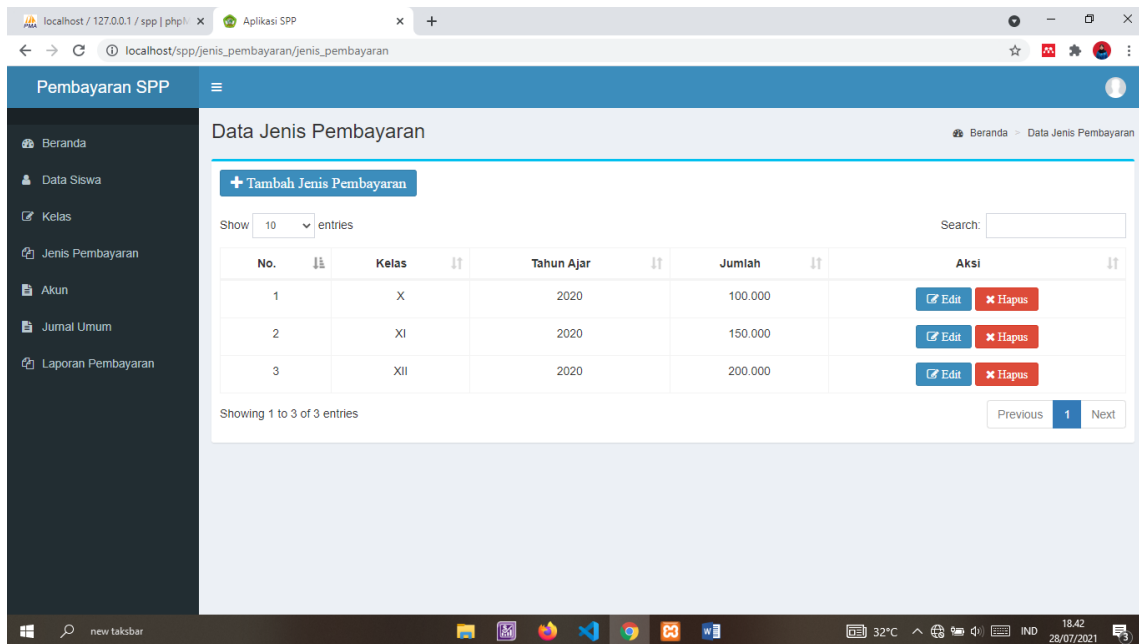 localhost / 127.0.0.1 / spp | php
Aplikasi SPP
localhost/spp/jenis_pembayaran/jenis_pembayaran
Pembayaran SPP
Data Jenis Pembayaran
Beranda > Data Jenis Pembayaran
Beranda
Data Siswa
Kelas
Jenis Pembayaran
Akun
Jurnal Umum
Laporan Pembayaran
Tambah Jenis Pembayaran
Show 10 entries
Search:
No. Kelas Tahun Ajar Jumlah Aksi
1 X 2020 100.000 Edit Hapus
2 XI 2020 150.000 Edit Hapus
3 XII 2020 200.000 Edit Hapus
Showing 1 to 3 of 3 entries
Previous 1 Next
new taksbar
32°C
IND
18.42
28/07/2021
3